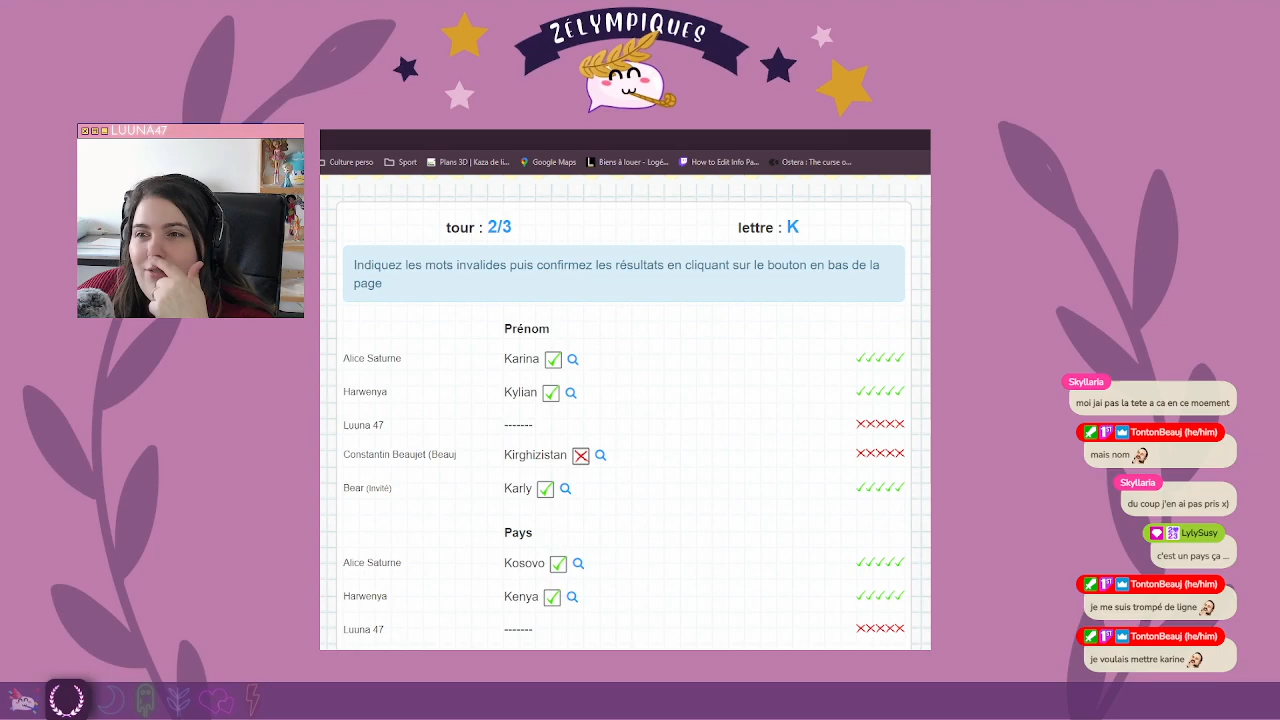 ZÉLYMPIQUES
LUUNA47
Culture perso
Sport
Plans 3D | Kaza de li...
Google Maps
Biens à louer - Logé...
How to Edit Info Pa...
Ostera : The curse o...
tour : 2/3
lettre : K
Indiquez les mots invalides puis confirmez les résultats en cliquant sur le bouton en bas de la
page
Prénom
Alice Saturne Karina
Harwenya Kylian
Luuna 47 -------
Constantin Beaujet (Beauj Kirghizistan
Bear (Invité) Karly
Pays
Alice Saturne Kosovo
Harwenya Kenya
Luuna 47 -------
Skyllaria
moi jai pas la tete a ca en ce moement
TontonBeauj (he/him)
mais nom
Skyllaria
du coup j'en ai pas pris x)
LylySusy
c'est un pays ça ...
TontonBeauj (he/him)
je me suis trompé de ligne
TontonBeauj (he/him)
je voulais mettre karine